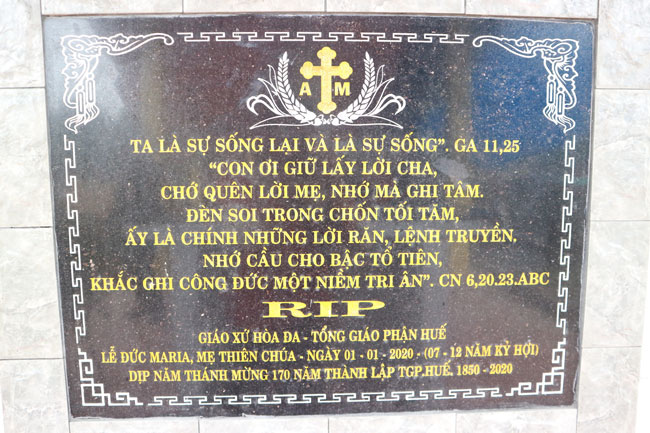 A M
TA LÀ SỰ SỐNG LẠI VÀ LÀ SỰ SỐNG". GA 11,25
"CON ƠI GIỮ LẤY LỜI CHA,
CHỚ QUÊN LỜI MẸ, NHỚ MÀ GHI TÂM.
ĐÈN SOI TRONG CHỐN TỐI TĂM,
ẤY LÀ CHÍNH NHỮNG LỜI RĂN, LỆNH TRUYỀN.
NHỚ CẦU CHO BẬC TỔ TIÊN,
KHẮC GHI CÔNG ĐỨC MỘT NIỀM TRI ÂN". CN 6,20.23.ABC
RIP
GIÁO XỨ HÒA ĐA - TỔNG GIÁO PHẬN HUẾ
LỄ ĐỨC MARIA, MẸ THIÊN CHÚA - NGÀY 01 - 01 - 2020 - (07 - 12 NĂM KỶ HỢI)
DỊP NĂM THÁNH MỪNG 170 NĂM THÀNH LẬP TGP.HUẾ. 1850 - 2020